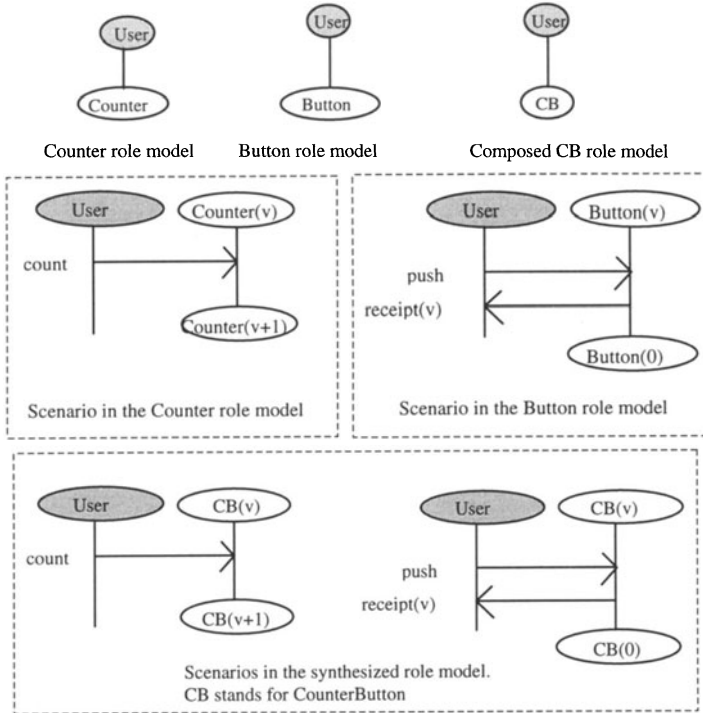 User
User
User
Counter
Button
CB
Counter role model
Button role model
Composed CB role model
User
Counter(v)
count
Counter(v+1)
Scenario in the Counter role model
User
Button(v)
push
receipt(v)
Button(0)
Scenario in the Button role model
User
CB(v)
count
CB(v+1)
User
CB(v)
push
receipt(v)
CB(0)
Scenarios in the synthesized role model.
CB stands for CounterButton